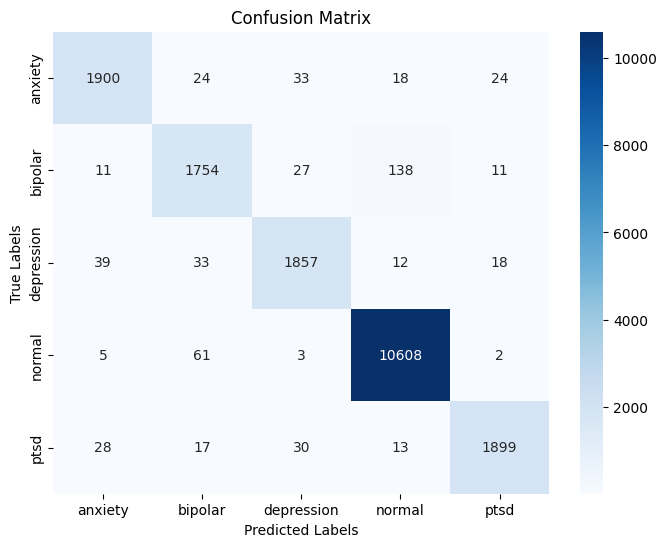 Confusion Matrix
anxiety 1900 24 33 18 24
bipolar 11 1754 27 138 11
depression 39 33 1857 12 18
normal 5 61 3 10608 2
ptsd 28 17 30 13 1899
anxiety bipolar depression normal ptsd
Predicted Labels
True Labels
10000
8000
6000
4000
2000